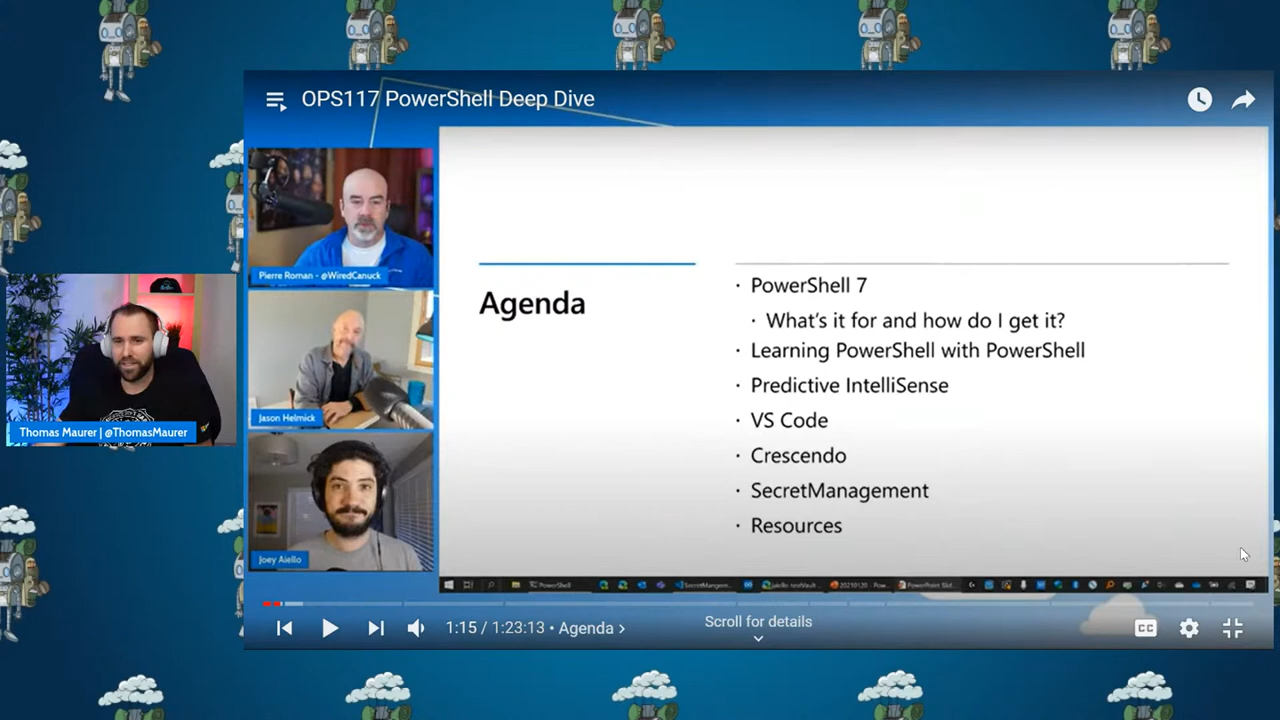 OPS117 PowerShell Deep Dive
Pierre Roman - @WiredCanuck
Jason Helmick
Joey Aiello
Thomas Maurer | @ThomasMaurer
Agenda
· PowerShell 7
· What's it for and how do I get it?
· Learning PowerShell with PowerShell
· Predictive IntelliSense
· VS Code
· Crescendo
· SecretManagement
· Resources
PowerShell
1:15 / 1:23:13 • Agenda
Scroll for details
CC